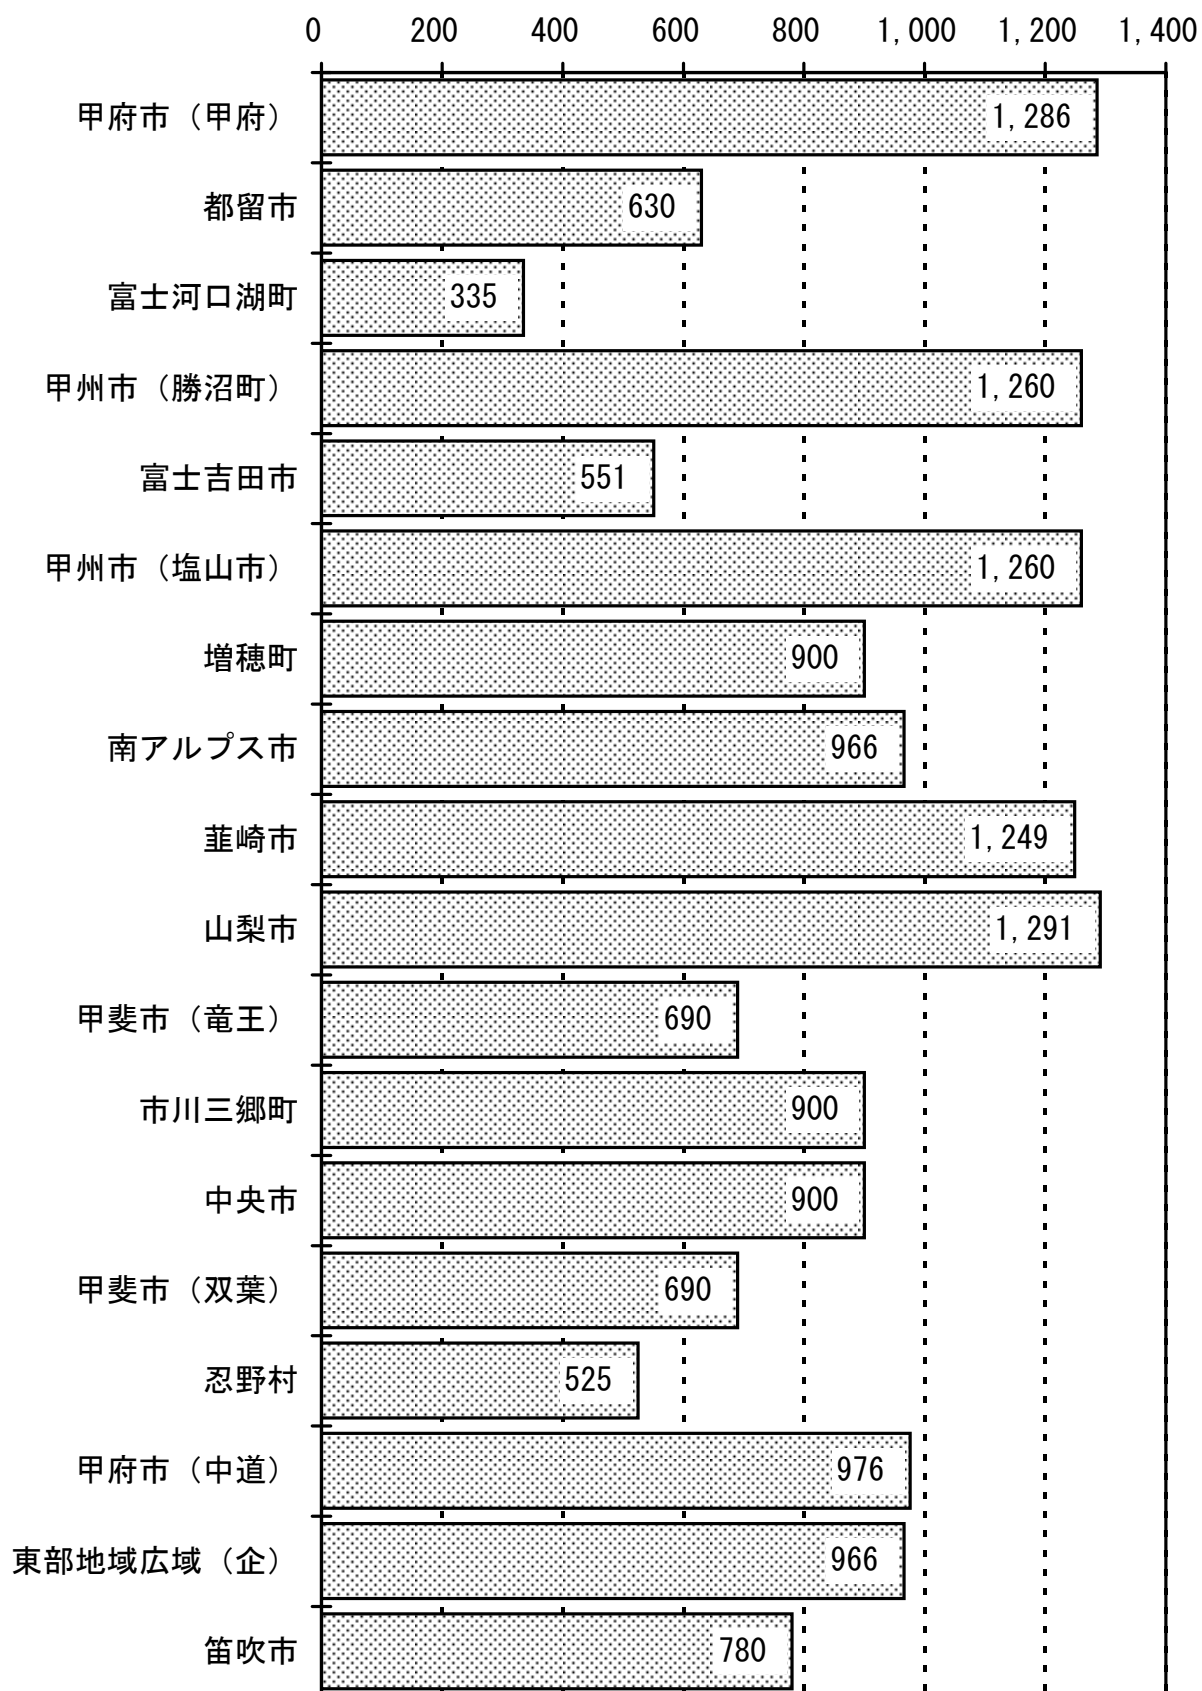 0 200 400 600 800 1,000 1,200 1,400
甲府市（甲府） 1,286
都留市 630
富士河口湖町 335
甲州市（勝沼町） 1,260
富士吉田市 551
甲州市（塩山市） 1,260
増穂町 900
南アルプス市 966
韮崎市 1,249
山梨市 1,291
甲斐市（竜王） 690
市川三郷町 900
中央市 900
甲斐市（双葉） 690
忍野村 525
甲府市（中道） 976
東部地域広域（企） 966
笛吹市 780